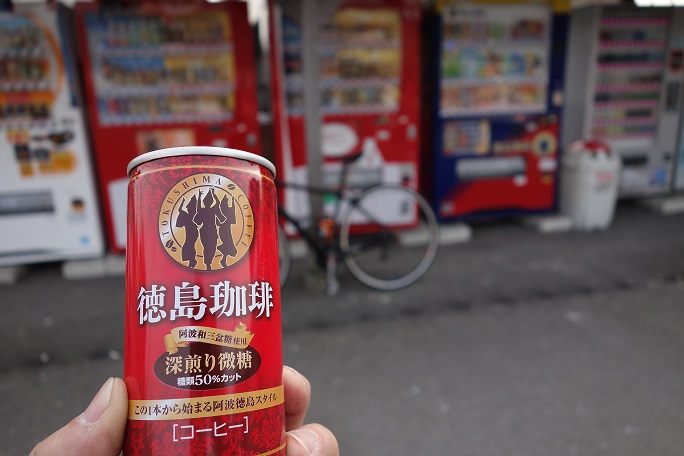 TOKUSHIMA COFFEE
徳島珈琲
阿波和三盆糖使用
深煎り微糖
糖類50%カット
この1本から始まる阿波徳島スタイル
[コーヒー]